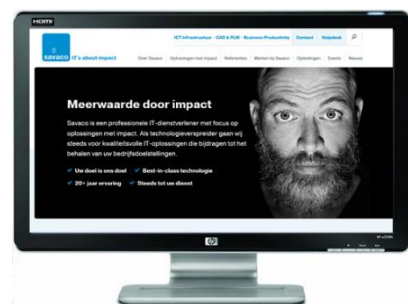 HDMI
ICT Infrastructuur - CAD & PLM - Business Productivity Contact Helpdesk
savaco IT's about impact
Over Savaco Oplossingen met impact Referenties Werken bij Savaco Opleidingen Events Nieuws
Meerwaarde door impact
Savaco is een professionele IT-dienstverlener met focus op
oplossingen met impact. Als technologieverspreider gaan wij
steeds voor kwaliteitsvolle IT-oplossingen die bijdragen tot het
behalen van uw bedrijfsdoelstellingen.
Uw doel is ons doel Best-in-class technologie
20+ jaar ervaring Steeds tot uw dienst
hp